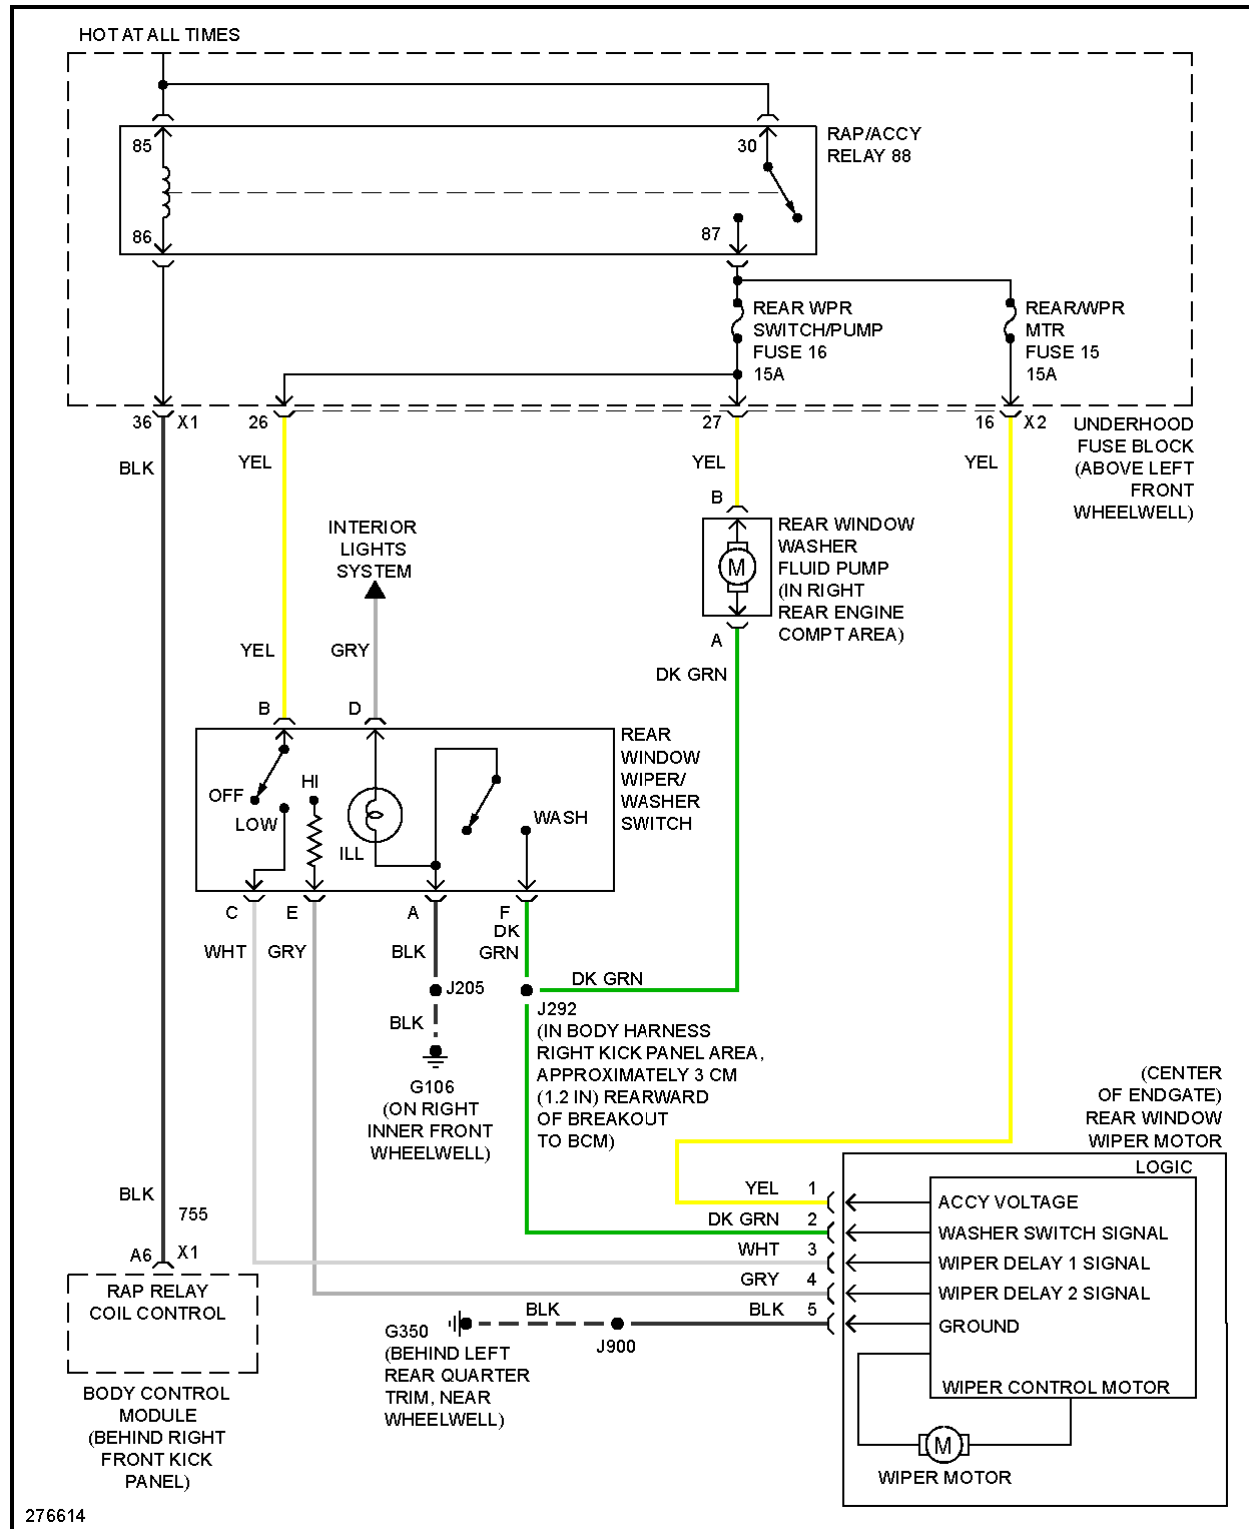 HOT AT ALL TIMES
85
30
RAP/ACCY
RELAY 88
86
87
REAR WPR
SWITCH/PUMP
FUSE 16
15A
REAR/WPR
MTR
FUSE 15
15A
36
X1
26
27
16
X2
UNDERHOOD
FUSE BLOCK
(ABOVE LEFT
FRONT
WHEELWELL)
BLK
YEL
YEL
YEL
B
INTERIOR
LIGHTS
SYSTEM
M
REAR WINDOW
WASHER
FLUID PUMP
(IN RIGHT
REAR ENGINE
COMPT AREA)
YEL
GRY
A
DK GRN
B
D
REAR
WINDOW
WIPER/
WASHER
SWITCH
OFF
HI
LOW
ILL
WASH
C
E
A
F
WHT
GRY
BLK
DK
GRN
J205
DK GRN
BLK
J292
(IN BODY HARNESS
RIGHT KICK PANEL AREA,
APPROXIMATELY 3 CM
(1.2 IN) REARWARD
OF BREAKOUT
TO BCM)
G106
(ON RIGHT
INNER FRONT
WHEELWELL)
(CENTER
OF ENDGATE)
REAR WINDOW
WIPER MOTOR
LOGIC
BLK
755
A6
X1
YEL
1
ACCY VOLTAGE
DK GRN
2
WASHER SWITCH SIGNAL
WHT
3
WIPER DELAY 1 SIGNAL
GRY
4
WIPER DELAY 2 SIGNAL
BLK
BLK
5
GROUND
RAP RELAY
COIL CONTROL
G350
(BEHIND LEFT
REAR QUARTER
TRIM, NEAR
WHEELWELL)
J900
WIPER CONTROL MOTOR
BODY CONTROL
MODULE
(BEHIND RIGHT
FRONT KICK
PANEL)
M
WIPER MOTOR
276614